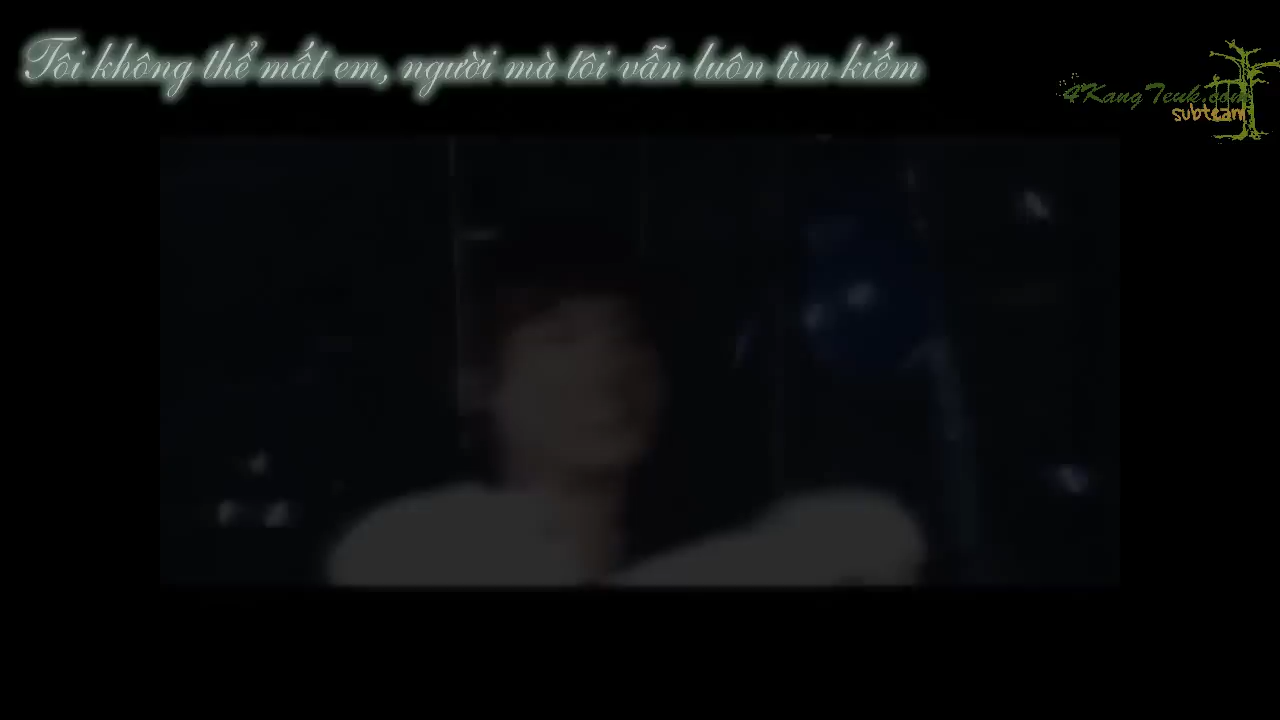 Tôi không thể mất em, người mà tôi vẫn luôn tìm kiếm
4KangTeuk.com
subteam